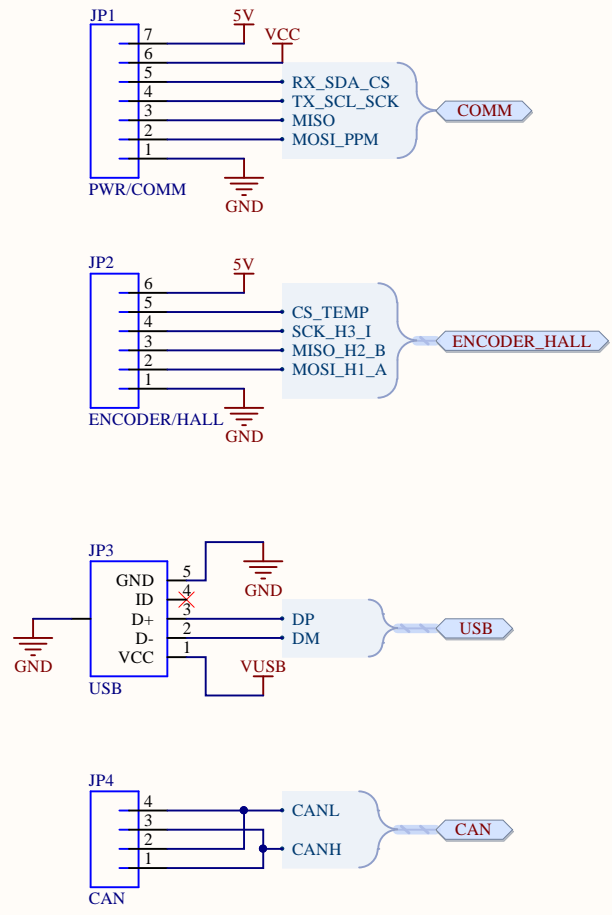 JP1
5V
VCC
7
6
5 RX_SDA_CS
4 TX_SCL_SCK
3 MISO
2 MOSI_PPM
1
COMM
PWR/COMM
GND
JP2
5V
6
5 CS_TEMP
4 SCK_H3_I
3 MISO_H2_B
2 MOSI_H1_A
1
ENCODER_HALL
ENCODER/HALL
GND
JP3
GND 5
ID 4
D+ 3 DP
D- 2 DM
VCC 1
GND
GND
USB
VUSB
USB
JP4
4 CANL
3
2 CANH
1
CAN
CAN